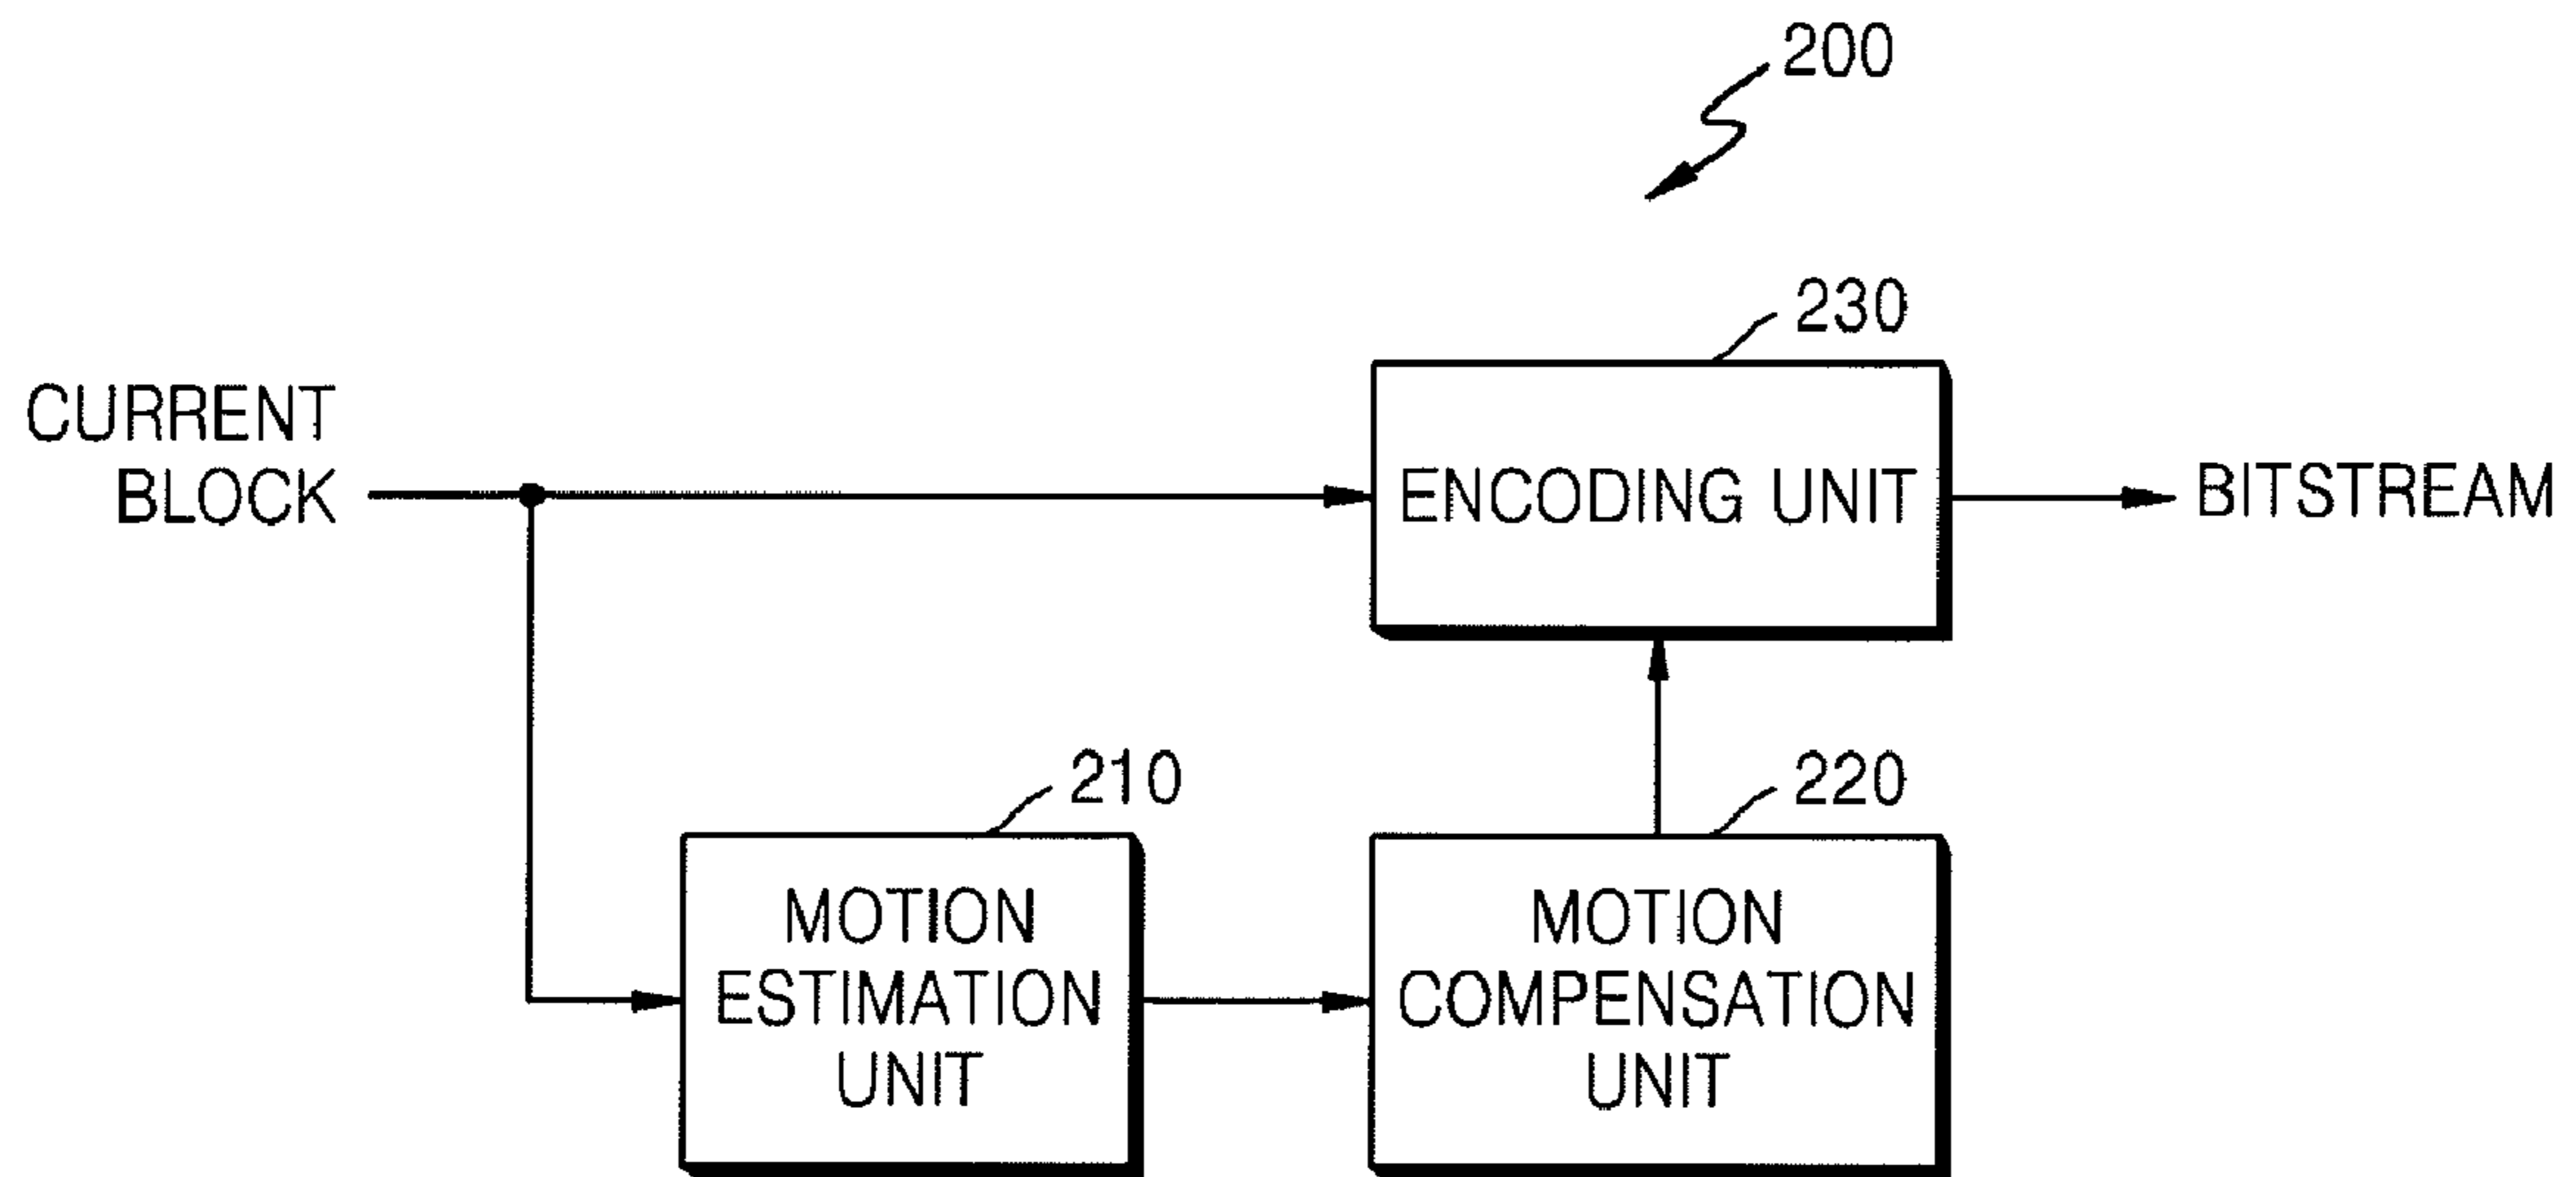 200
230
CURRENT
BLOCK
ENCODING UNIT
BITSTREAM
210
220
MOTION
ESTIMATION
UNIT
MOTION
COMPENSATION
UNIT